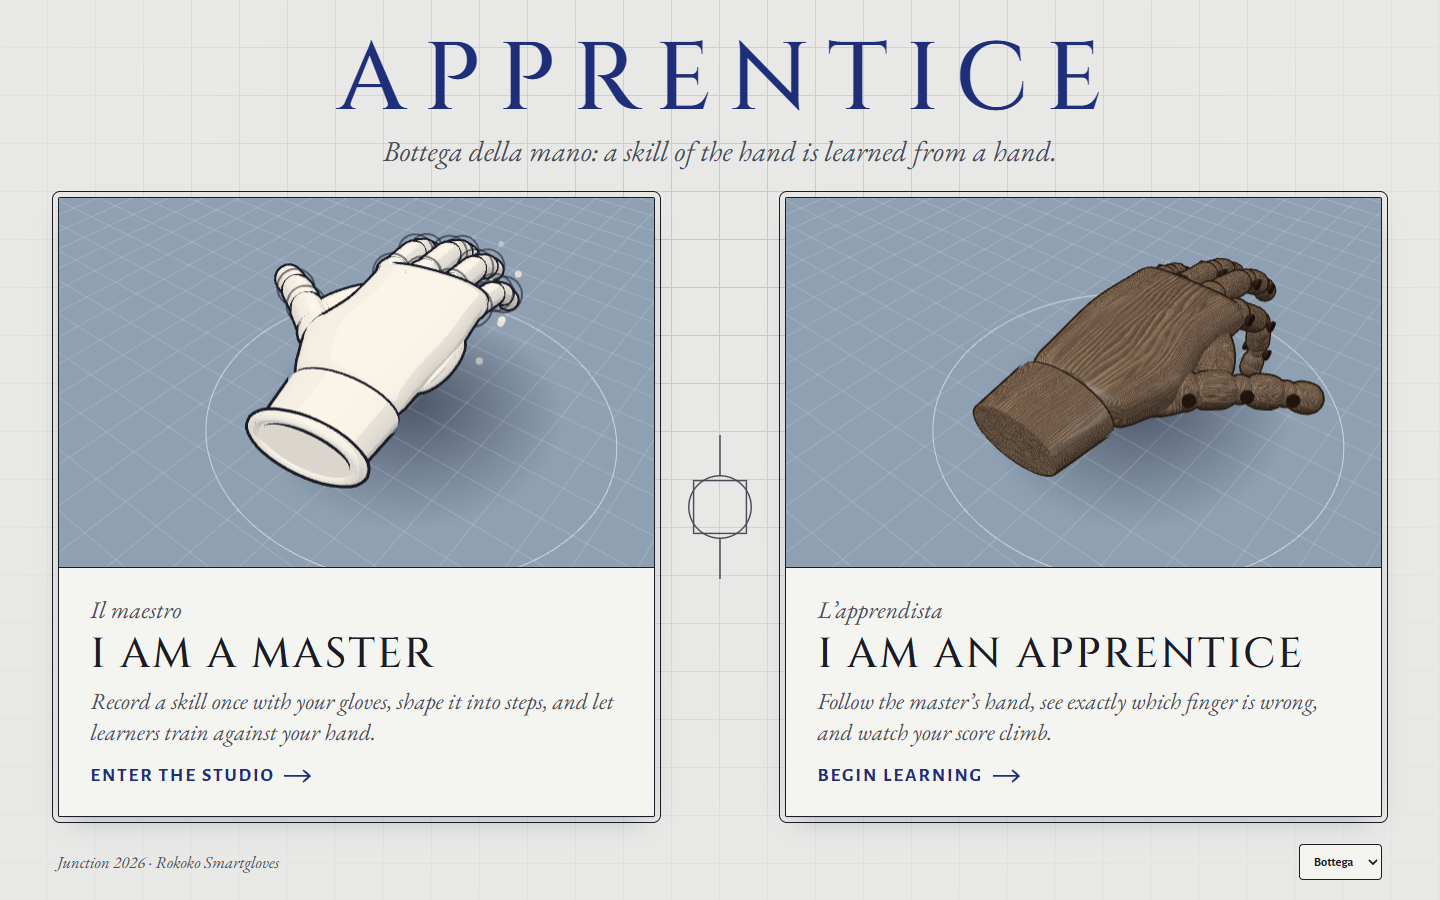 APPRENTICE
Bottega della mano: a skill of the hand is learned from a hand.
Il maestro
I AM A MASTER
Record a skill once with your gloves, shape it into steps, and let
learners train against your hand.
ENTER THE STUDIO
L’apprendista
I AM AN APPRENTICE
Follow the master’s hand, see exactly which finger is wrong,
and watch your score climb.
BEGIN LEARNING
Junction 2026 · Rokoko Smartgloves
Bottega